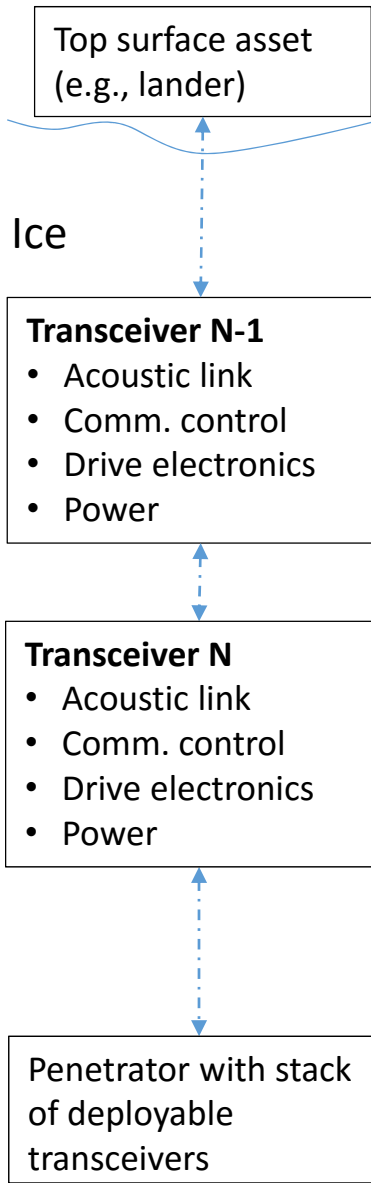 Top surface asset
(e.g., lander)
Ice
Transceiver N-1
• Acoustic link
• Comm. control
• Drive electronics
• Power
Transceiver N
• Acoustic link
• Comm. control
• Drive electronics
• Power
Penetrator with stack
of deployable
transceivers